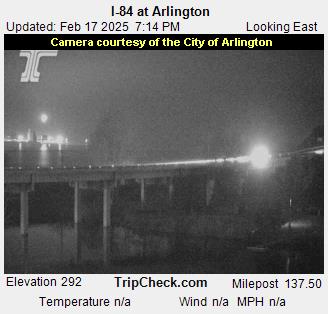 I-84 at Arlington
Updated: Feb 17 2025 7:14 PM Looking East
Camera courtesy of the City of Arlington
Elevation 292 TripCheck.com Milepost 137.50
Temperature n/a Wind n/a MPH n/a